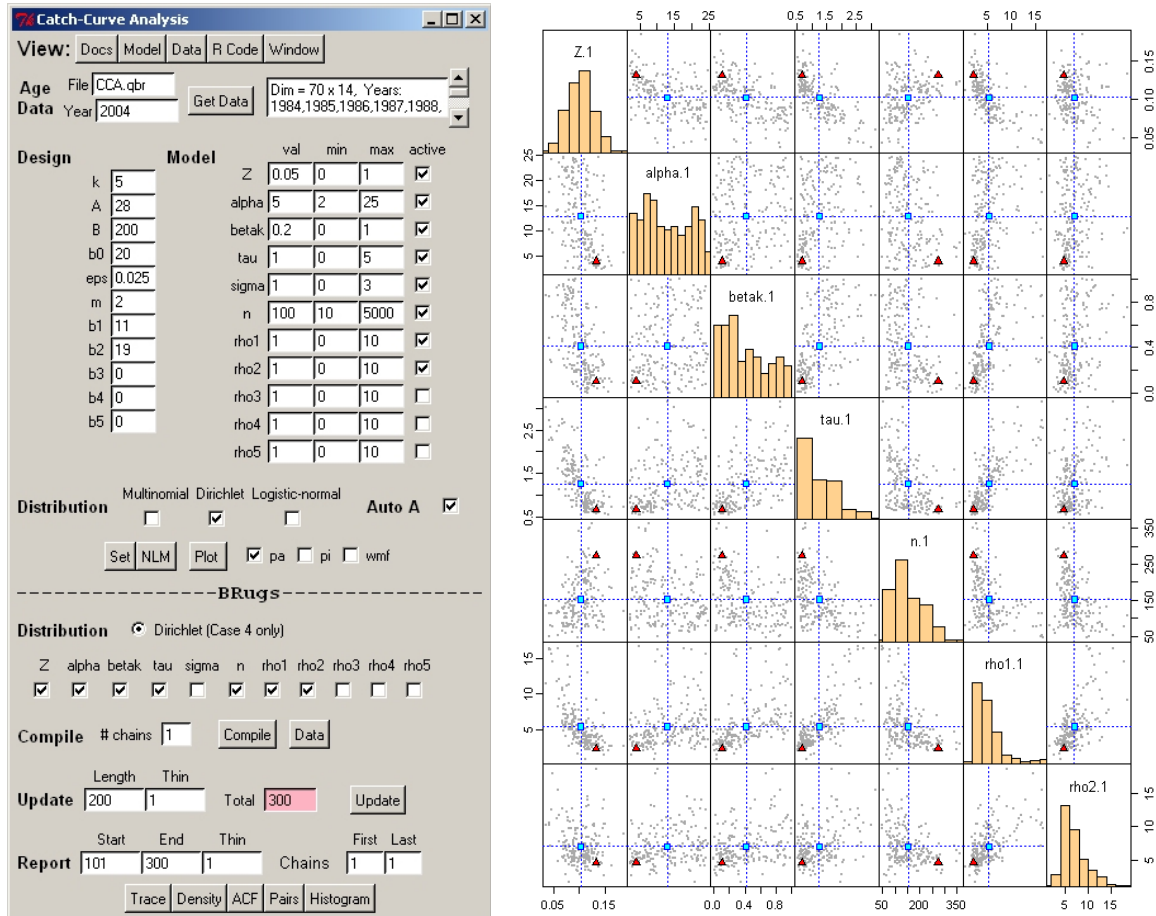 Catch-Curve Analysis
View: Docs Model Data R Code Window
Age Data
File CCA.qbr
Year 2004
Get Data
Dim = 70 x 14, Years:
1984,1985,1986,1987,1988,
Design
k 5
A 28
B 200
b0 20
eps 0.025
m 2
b1 11
b2 19
b3 0
b4 0
b5 0
Model
val min max active
Z 0.05 0 1
alpha 5 2 25
betak 0.2 0 1
tau 1 0 5
sigma 1 0 3
n 100 10 5000
rho1 1 0 10
rho2 1 0 10
rho3 1 0 10
rho4 1 0 10
rho5 1 0 10
Distribution Multinomial Dirichlet Logistic-normal Auto A
Set NLM Plot pa pi wmf
BRugs
Distribution Dirichlet (Case 4 only)
Z alpha betak tau sigma n rho1 rho2 rho3 rho4 rho5
Compile # chains 1 Compile Data
Length Thin
Update 200 1 Total 300 Update
Start End Thin First Last
Report 101 300 1 Chains 1 1
Trace Density ACF Pairs Histogram
5 15 25 0.5 1.5 2.5 5 10 15
Z.1
0.15
0.10
0.05
25
20
15
10
5
alpha.1
betak.1
0.8
0.4
0.0
2.5
1.5
0.5
tau.1
n.1
350
250
150
50
15
10
5
rho1.1
rho2.1
15
10
5
0.05 0.15 0.0 0.4 0.8 50 200 350 5 10 15